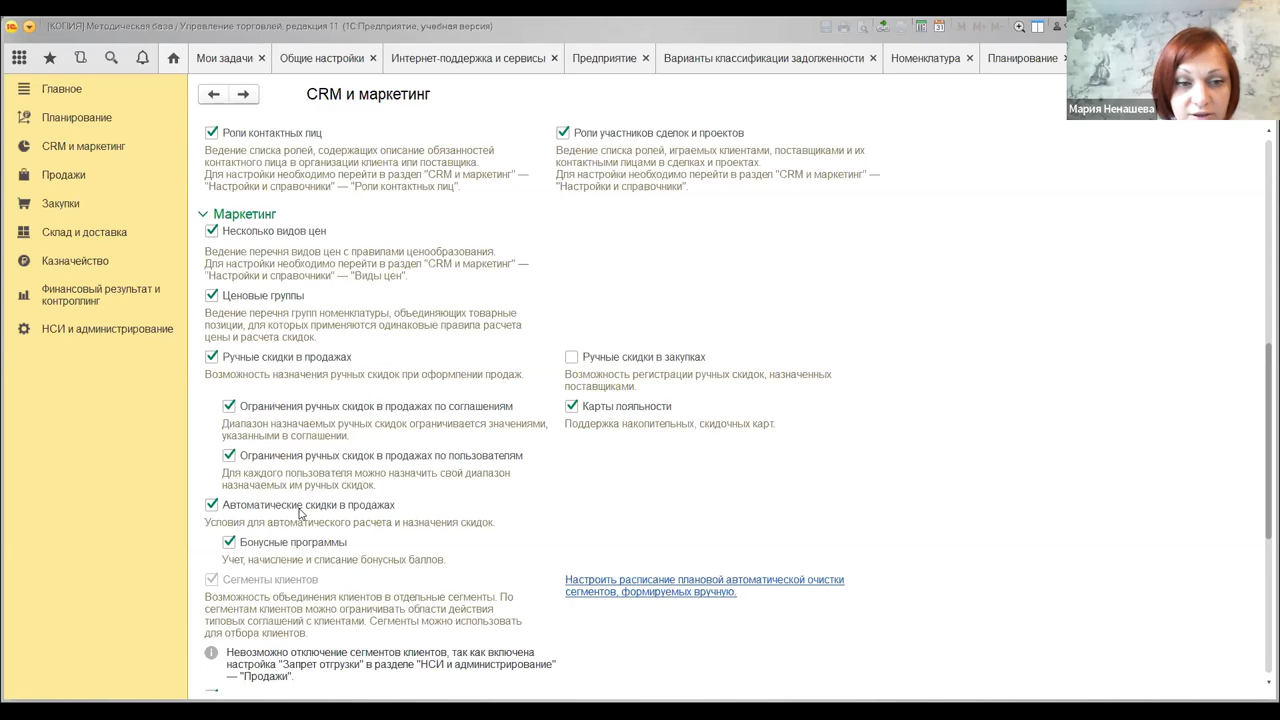 [КОПИЯ] Методическая база / Управление торговлей, редакция 11 (1С:Предприятие, учебная версия)
Мария Ненашева
Мои задачи
Общие настройки
Интернет-поддержка и сервисы
Предприятие
Варианты классификации задолженности
Номенклатура
Планирование
Главное
Планирование
CRM и маркетинг
Продажи
Закупки
Склад и доставка
Казначейство
Финансовый результат и
контроллинг
НСИ и администрирование
CRM и маркетинг
Роли контактных лиц
Ведение списка ролей, содержащих описание обязанностей
контактного лица в организации клиента или поставщика.
Для настройки необходимо перейти в раздел "CRM и маркетинг" —
"Настройки и справочники" — "Роли контактных лиц".
Роли участников сделок и проектов
Ведение списка ролей, играемых клиентами, поставщиками и их
контактными лицами в сделках и проектах.
Для настройки необходимо перейти в раздел "CRM и маркетинг" —
"Настройки и справочники".
Маркетинг
Несколько видов цен
Ведение перечня видов цен с правилами ценообразования.
Для настройки необходимо перейти в раздел "CRM и маркетинг" —
"Настройки и справочники" — "Виды цен".
Ценовые группы
Ведение перечня групп номенклатуры, объединяющих товарные
позиции, для которых применяются одинаковые правила расчета
цены и расчета скидок.
Ручные скидки в продажах
Возможность назначения ручных скидок при оформлении продаж.
Ручные скидки в закупках
Возможность регистрации ручных скидок, назначенных
поставщиками.
Ограничения ручных скидок в продажах по соглашениям
Диапазон назначаемых ручных скидок ограничивается значениями,
указанными в соглашении.
Карты лояльности
Поддержка накопительных, скидочных карт.
Ограничения ручных скидок в продажах по пользователям
Для каждого пользователя можно назначить свой диапазон
назначаемых им ручных скидок.
Автоматические скидки в продажах
Условия для автоматического расчета и назначения скидок.
Бонусные программы
Учет, начисление и списание бонусных баллов.
Сегменты клиентов
Возможность объединения клиентов в отдельные сегменты. По
сегментам клиентов можно ограничивать области действия
типовых соглашений с клиентами. Сегменты можно использовать
для отбора клиентов.
Настроить расписание плановой автоматической очистки
сегментов, формируемых вручную.
Невозможно отключение сегментов клиентов, так как включена
настройка "Запрет отгрузки" в разделе "НСИ и администрирование"
— "Продажи".